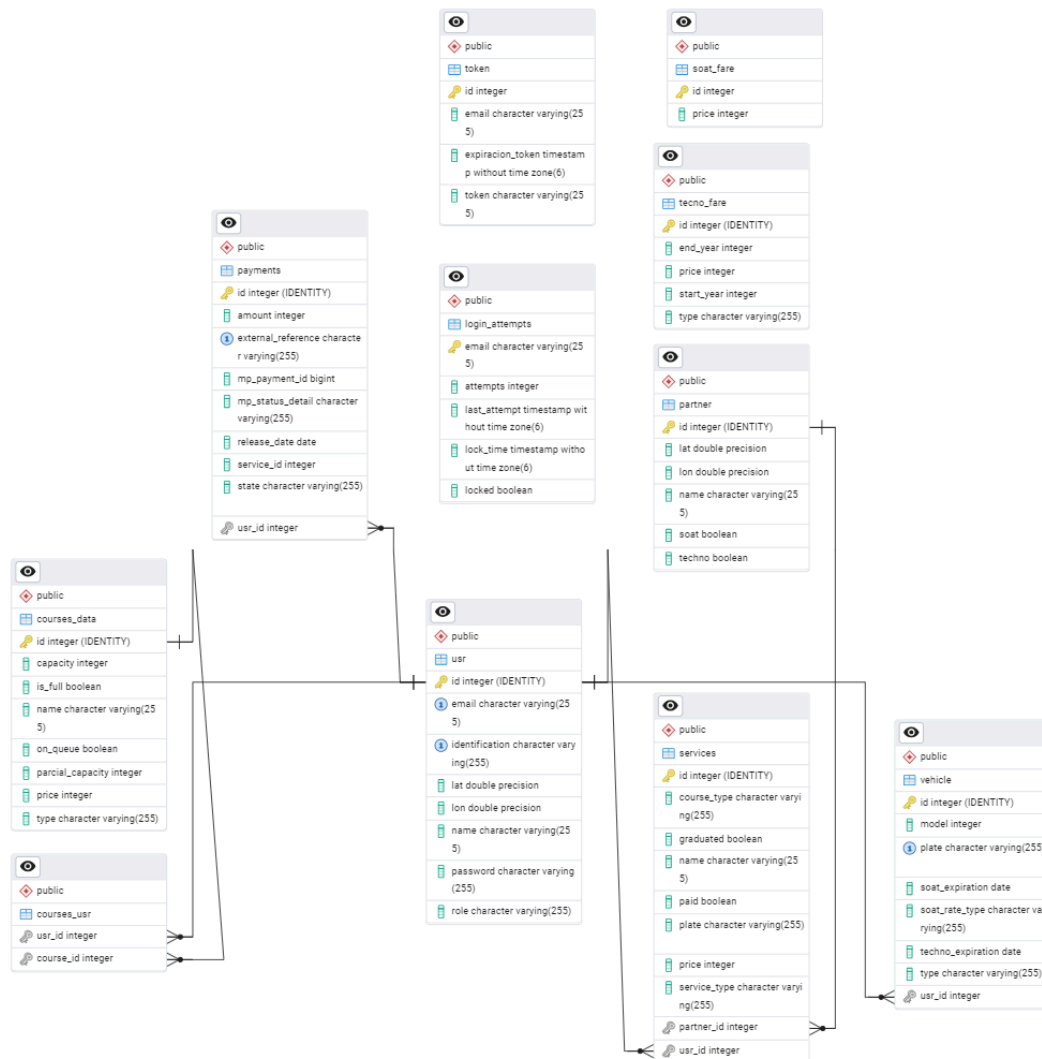 public
token
id integer
email character varying(25
5)
expiracion_token timestam
p without time zone(6)
token character varying(25
5)
public
soat_fare
id integer
price integer
public
tecno_fare
id integer (IDENTITY)
end_year integer
price integer
start_year integer
type character varying(255)
public
payments
id integer (IDENTITY)
amount integer
1
external_reference characte
r varying(255)
mp_payment_id bigint
mp_status_detail character
varying(255)
release_date date
service_id integer
state character varying(255)
usr_id integer
public
login_attempts
email character varying(25
5)
attempts integer
last_attempt timestamp wit
hout time zone(6)
lock_time timestamp witho
ut time zone(6)
locked boolean
public
partner
id integer (IDENTITY)
lat double precision
lon double precision
name character varying(25
5)
soat boolean
techno boolean
public
courses_data
id integer (IDENTITY)
capacity integer
is_full boolean
name character varying(25
5)
on_queue boolean
parcial_capacity integer
price integer
type character varying(255)
public
courses_usr
usr_id integer
course_id integer
public
usr
id integer (IDENTITY)
1
email character varying(25
5)
1
identification character vary
ing(255)
lat double precision
lon double precision
name character varying(25
5)
password character varying
(255)
role character varying(255)
public
services
id integer (IDENTITY)
course_type character varyi
ng(255)
graduated boolean
name character varying(25
5)
paid boolean
plate character varying(255)
price integer
service_type character varyi
ng(255)
partner_id integer
usr_id integer
public
vehicle
id integer (IDENTITY)
model integer
1
plate character varying(255
soat_expiration date
soat_rate_type character va
rying(255)
techno_expiration date
type character varying(255)
usr_id integer